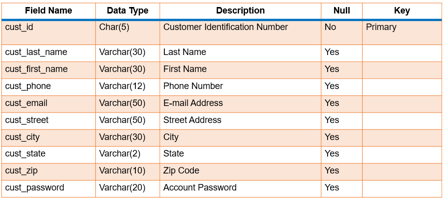 Field Name Data Type Description Null Key
cust_id Char(5) Customer Identification Number No Primary
cust_last_name Varchar(30) Last Name Yes
cust_first_name Varchar(30) First Name Yes
cust_phone Varchar(12) Phone Number Yes
cust_email Varchar(50) E-mail Address Yes
cust_street Varchar(50) Street Address Yes
cust_city Varchar(30) City Yes
cust_state Varchar(2) State Yes
cust_zip Varchar(10) Zip Code Yes
cust_password Varchar(20) Account Password Yes